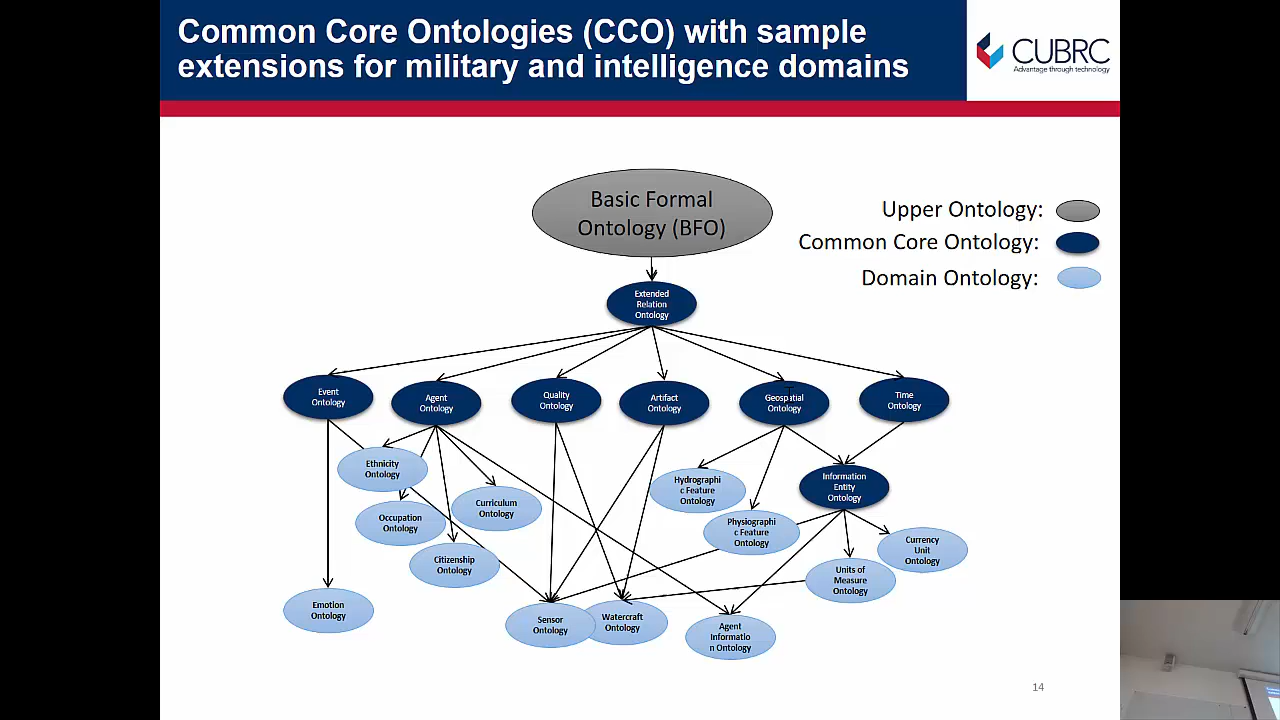 Common Core Ontologies (CCO) with sample
extensions for military and intelligence domains
CUBRC
Advantage through technology
Basic Formal
Ontology (BFO)
Upper Ontology:
Common Core Ontology:
Domain Ontology:
Extended
Relation
Ontology
Event
Ontology
Agent
Ontology
Quality
Ontology
Artifact
Ontology
Geospatial
Ontology
Time
Ontology
Ethnicity
Ontology
Occupation
Ontology
Citizenship
Ontology
Curriculum
Ontology
Hydrographi
c Feature
Ontology
Physiographi
c Feature
Ontology
Information
Entity
Ontology
Currency
Unit
Ontology
Units of
Measure
Ontology
Emotion
Ontology
Sensor
Ontology
Watercraft
Ontology
Agent
Informatio
n Ontology
14